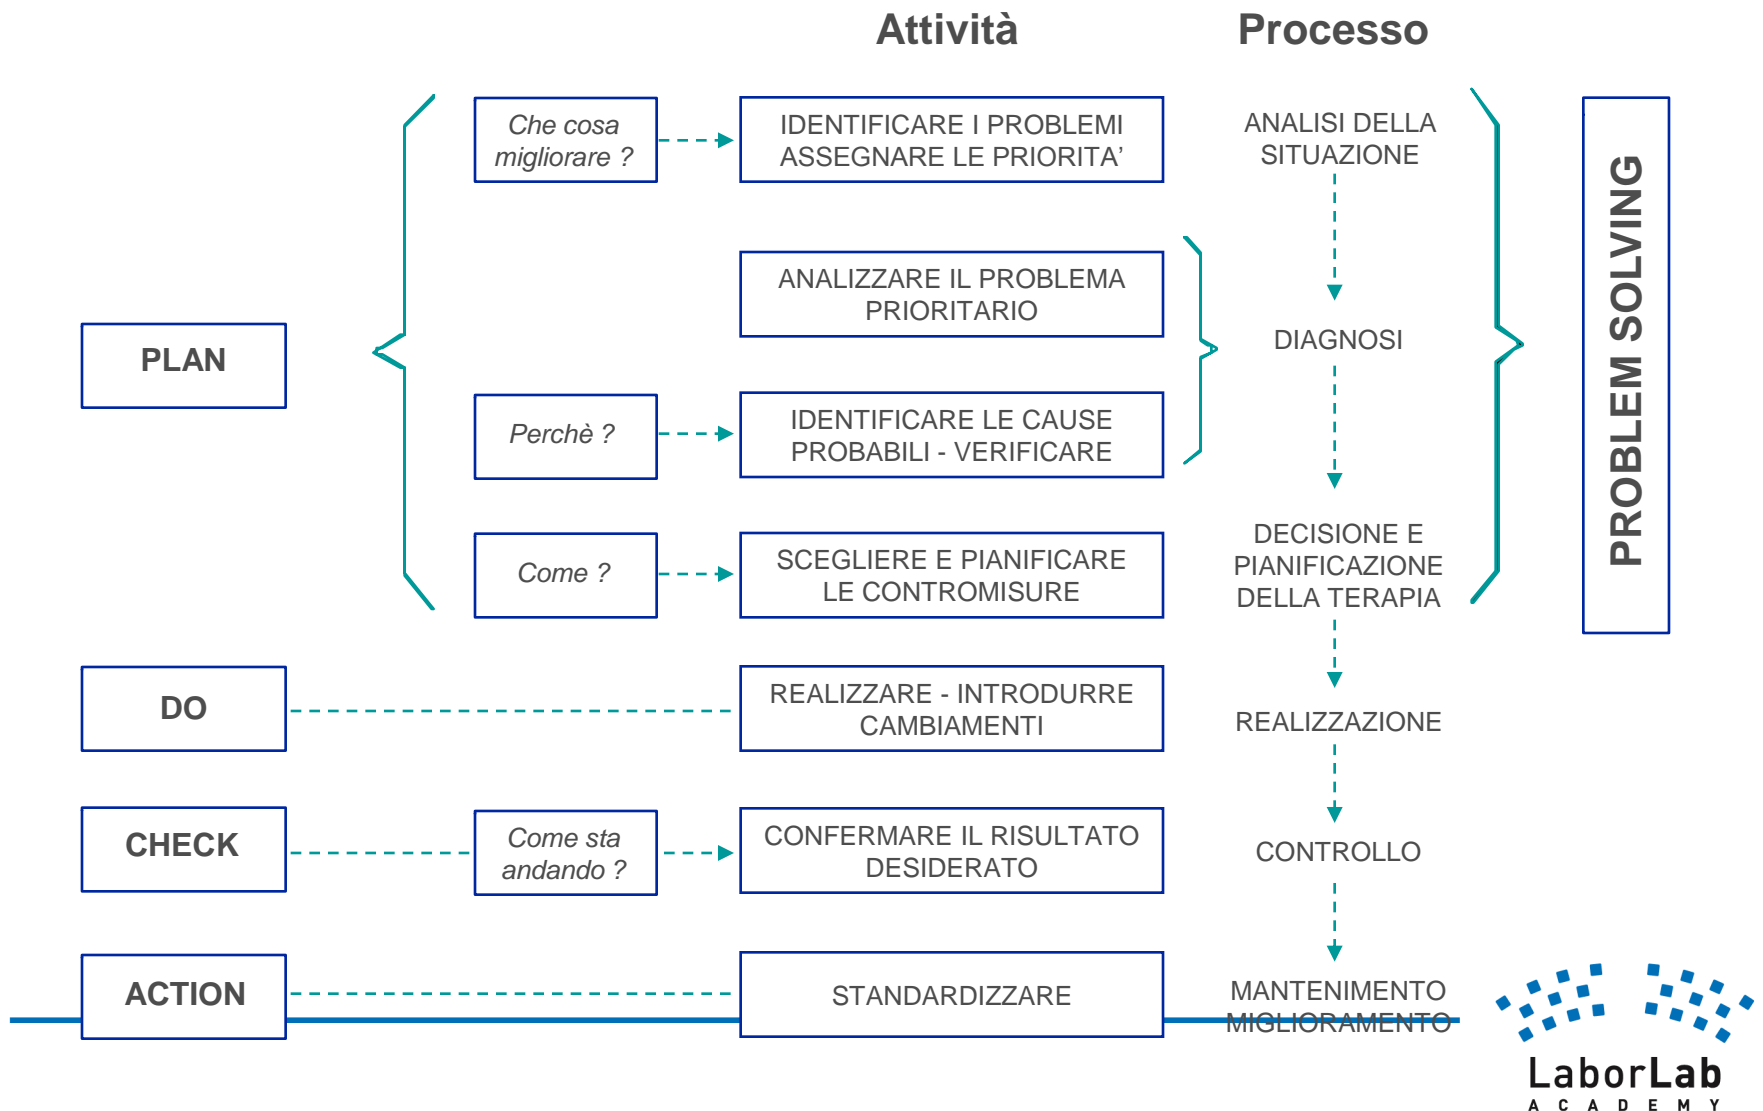 Attività
Processo
Che cosa
migliorare ?
IDENTIFICARE I PROBLEMI
ASSEGNARE LE PRIORITA’
ANALISI DELLA
SITUAZIONE
ANALIZZARE IL PROBLEMA
PRIORITARIO
PLAN
DIAGNOSI
PROBLEM SOLVING
Perchè ?
IDENTIFICARE LE CAUSE
PROBABILI - VERIFICARE
Come ?
SCEGLIERE E PIANIFICARE
LE CONTROMISURE
DECISIONE E
PIANIFICAZIONE
DELLA TERAPIA
DO
REALIZZARE - INTRODURRE
CAMBIAMENTI
REALIZZAZIONE
CHECK
Come sta
andando ?
CONFERMARE IL RISULTATO
DESIDERATO
CONTROLLO
ACTION
STANDARDIZZARE
MANTENIMENTO
MIGLIORAMENTO
LaborLab
ACADEMY